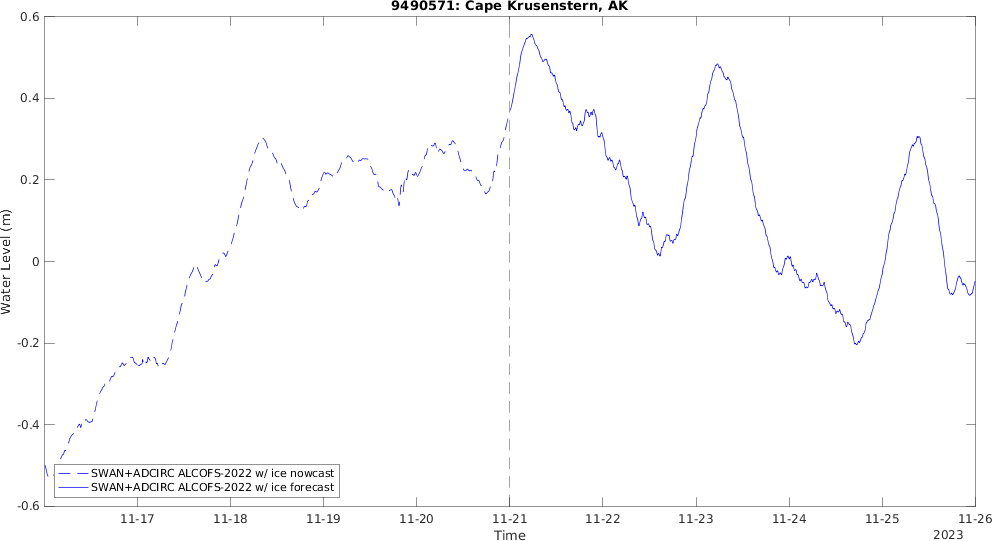 9490571: Cape Krusenstern, AK
Water Level (m)
0.6
0.4
0.2
0
-0.2
-0.4
-0.6
SWAN+ADCIRC ALCOFS-2022 w/ ice nowcast
SWAN+ADCIRC ALCOFS-2022 w/ ice forecast
11-17 11-18 11-19 11-20 11-21 11-22 11-23 11-24 11-25 11-26
Time
2023